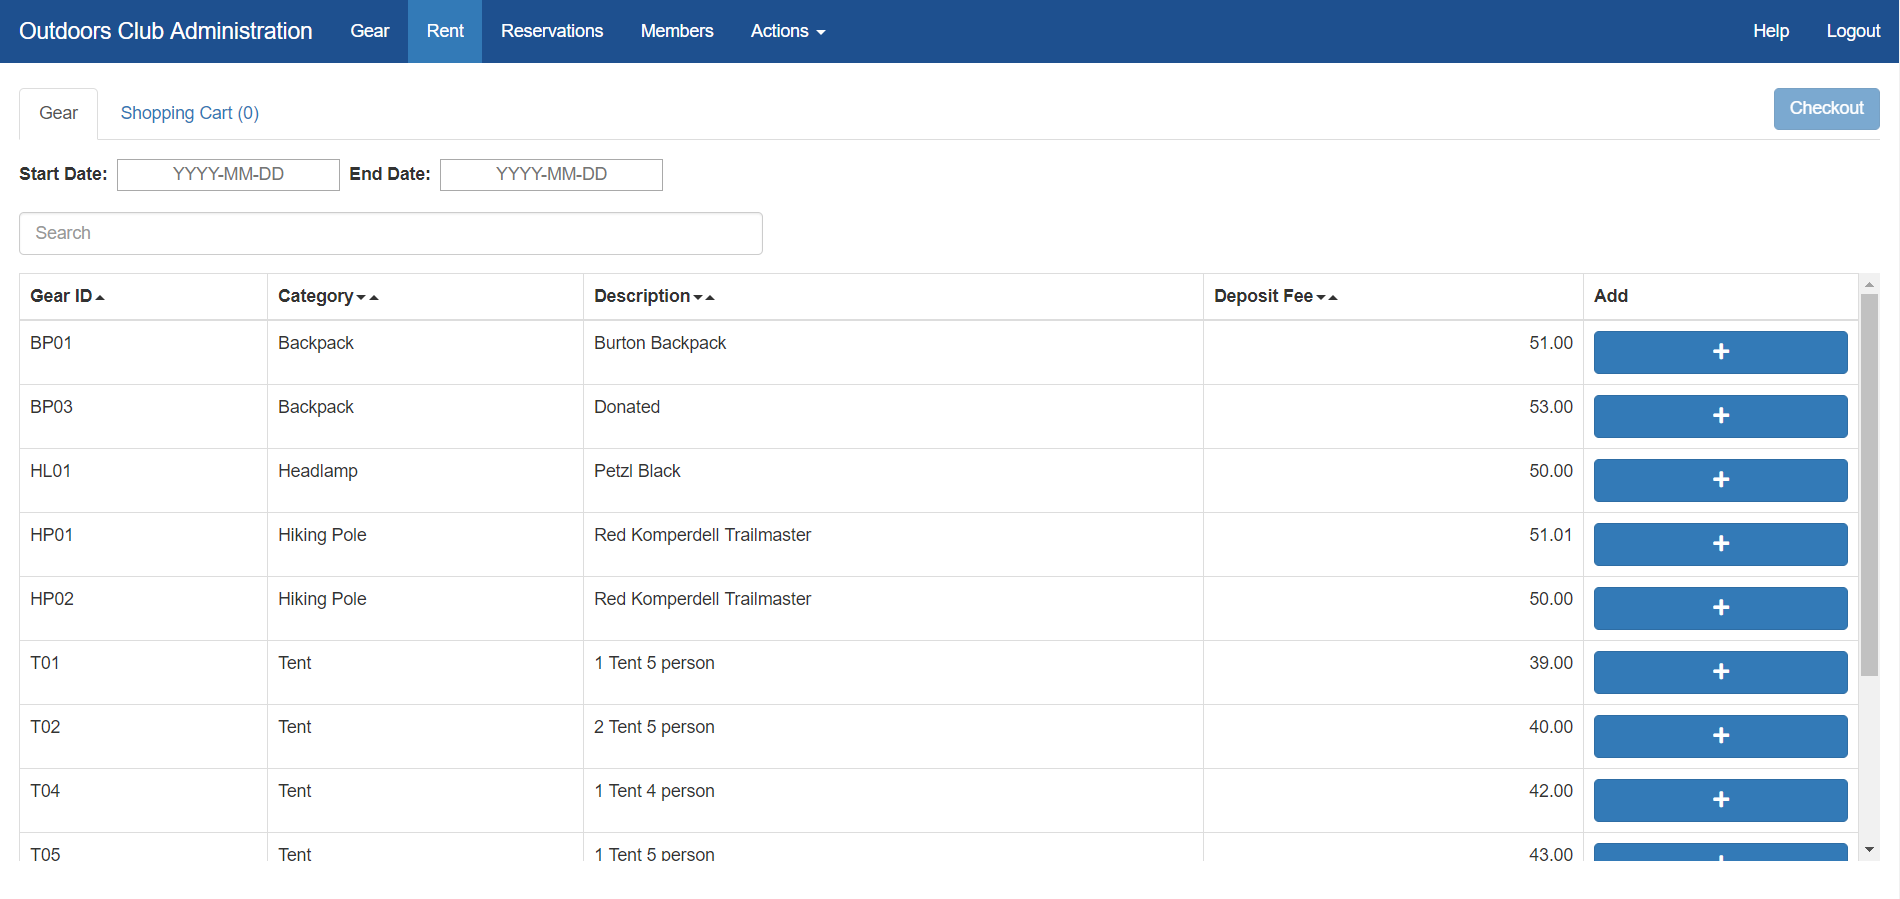 Outdoors Club Administration Gear Rent Reservations Members Actions Help Logout
Gear Shopping Cart (0) Checkout
Start Date: YYYY-MM-DD End Date: YYYY-MM-DD
Search
Gear ID Category Description Deposit Fee Add
BP01 Backpack Burton Backpack 51.00 +
BP03 Backpack Donated 53.00 +
HL01 Headlamp Petzl Black 50.00 +
HP01 Hiking Pole Red Komperdell Trailmaster 51.01 +
HP02 Hiking Pole Red Komperdell Trailmaster 50.00 +
T01 Tent 1 Tent 5 person 39.00 +
T02 Tent 2 Tent 5 person 40.00 +
T04 Tent 1 Tent 4 person 42.00 +
T05 Tent 1 Tent 5 person 43.00